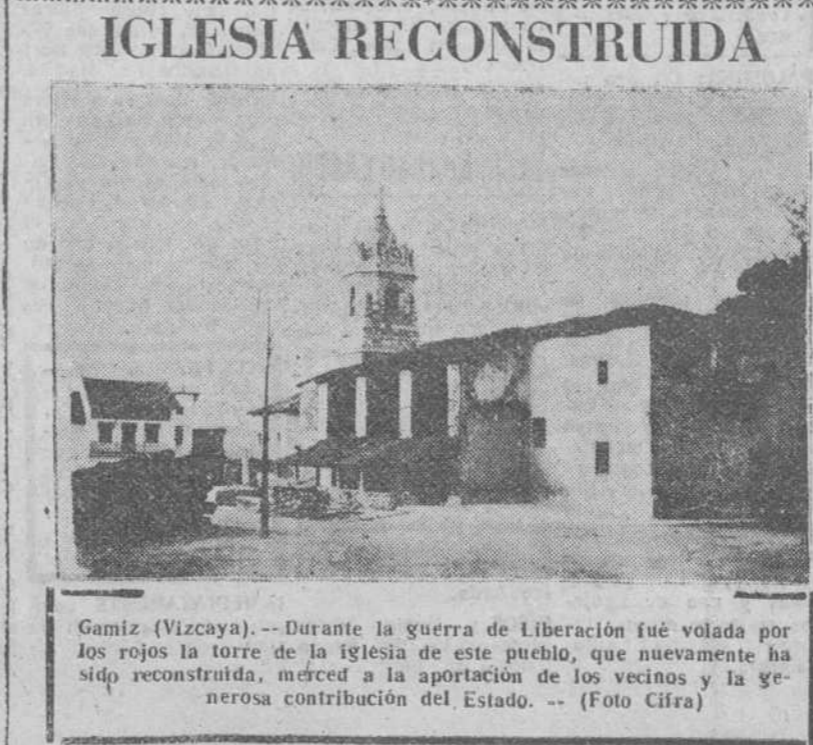 IGLESIA RECONSTRUIDA
Gamiz (Vizcaya). -- Durante la guerra de Liberación fué volada por
los rojos la torre de la iglesia de este pueblo, que nuevamente ha
sido reconstruida, merced a la aportación de los vecinos y la ge-
nerosa contribución del Estado. -- (Foto Cifra)